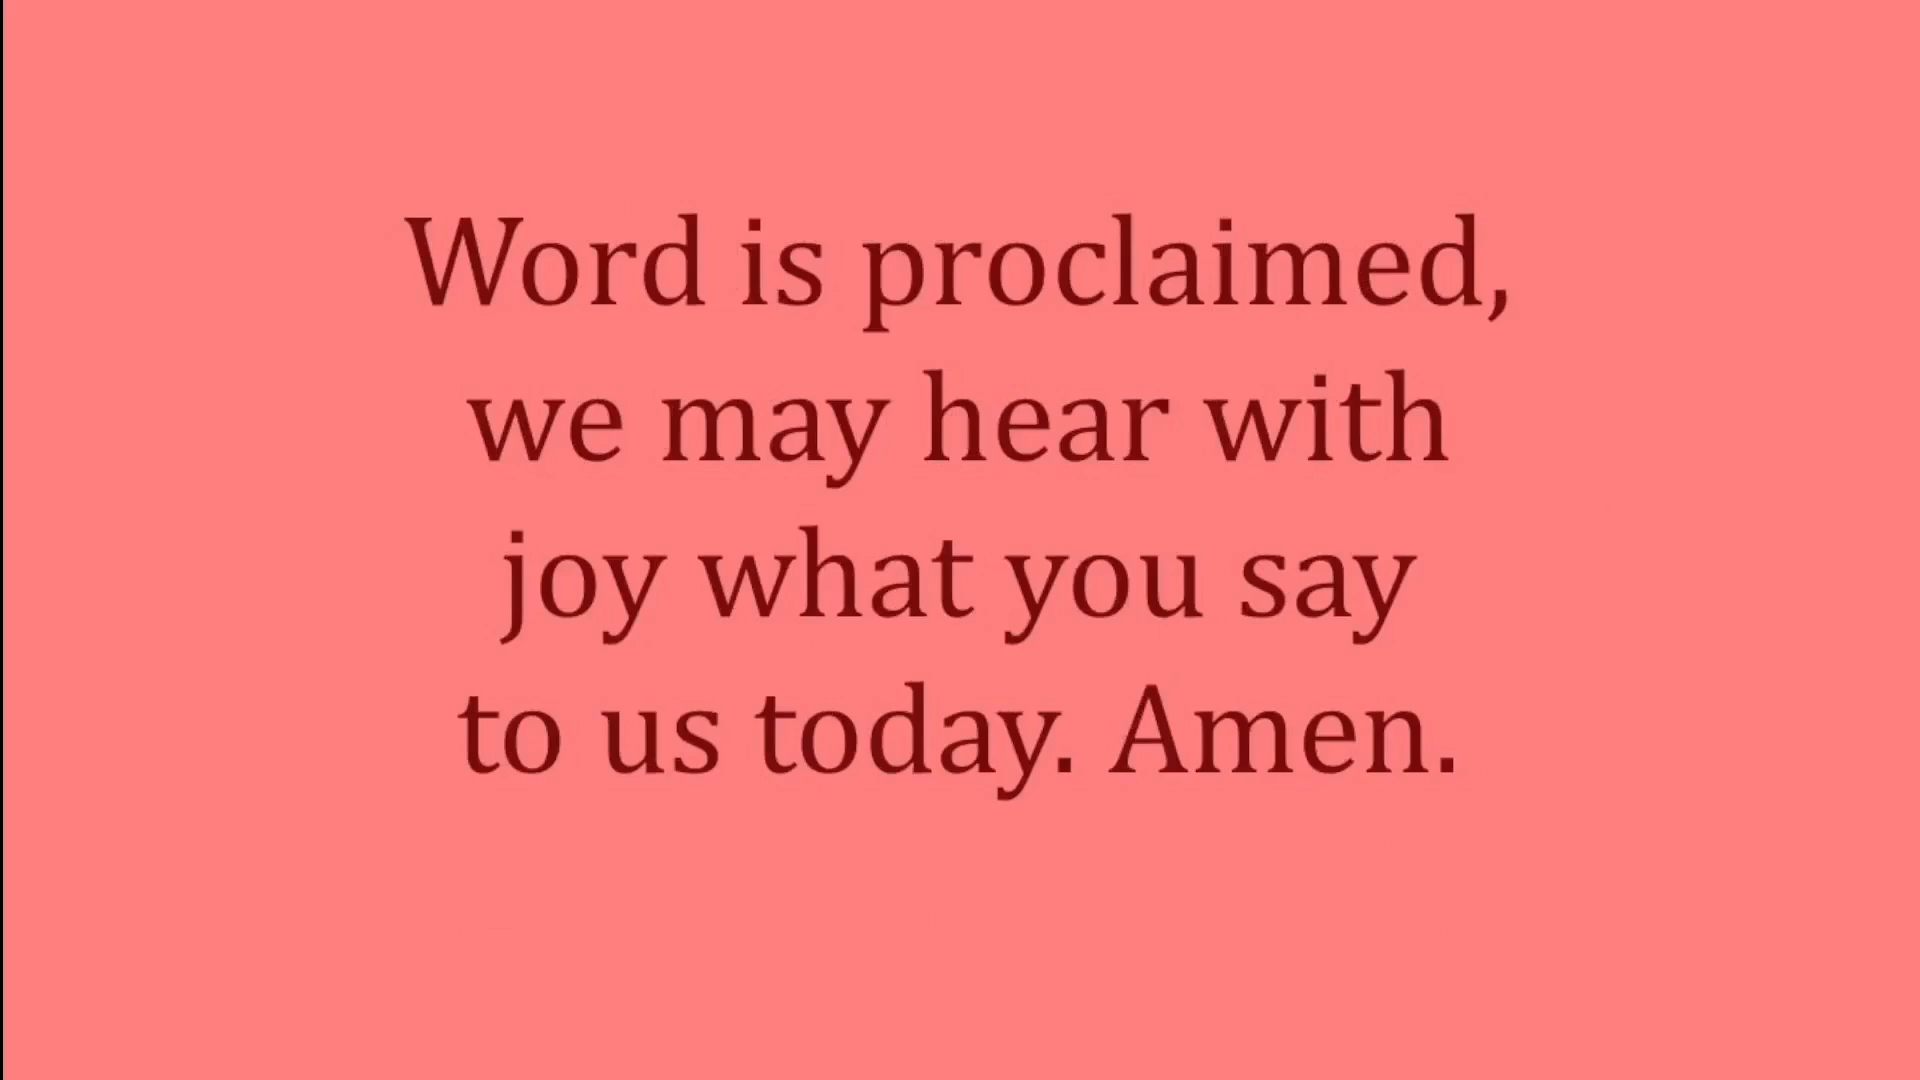 Word is proclaimed,
we may hear with
joy what you say
to us today. Amen.